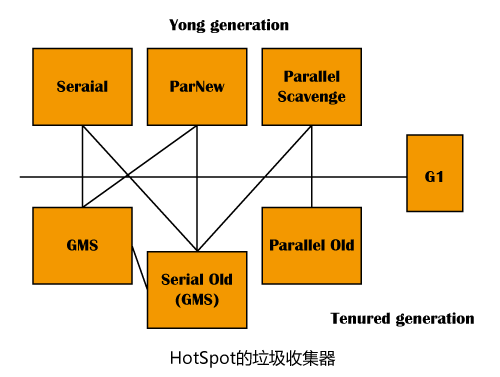 Yong generation
Seraial
ParNew
Parallel
Scavenge
G1
GMS
Serial Old
(GMS)
Parallel Old
Tenured generation
HotSpot的垃圾收集器